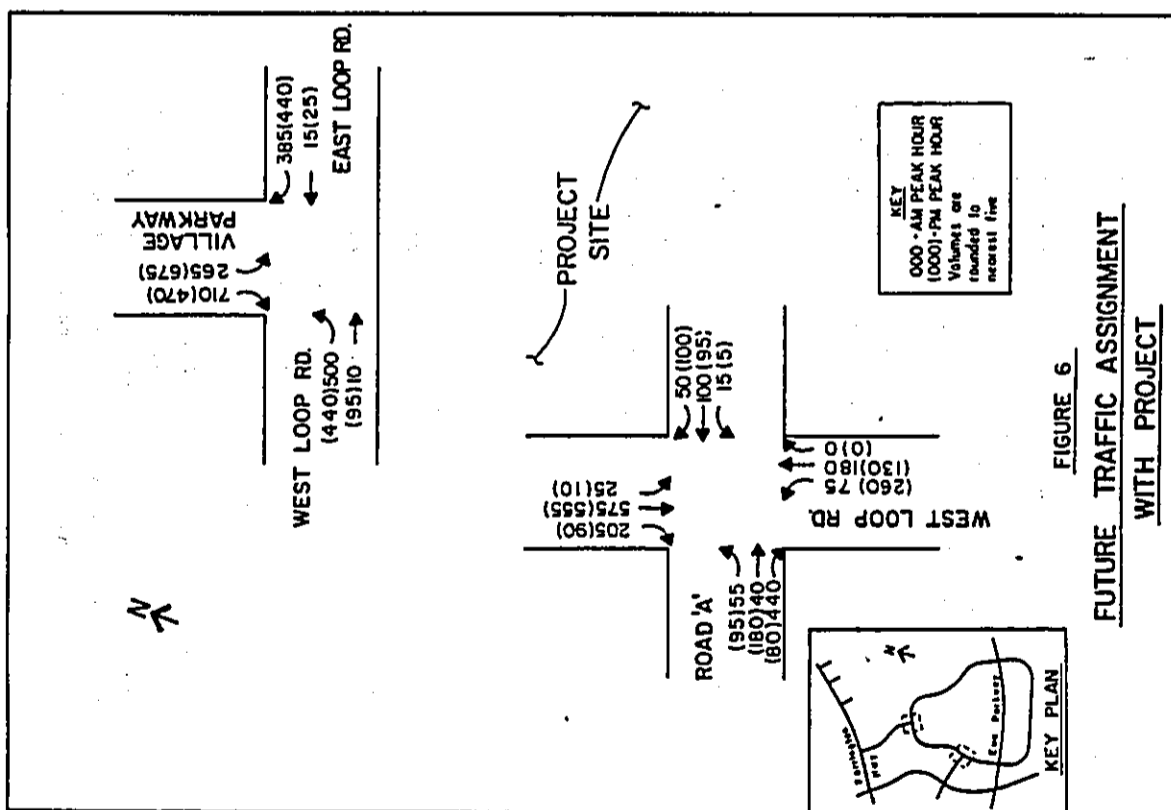 VILLAGE
PARKWAY
710(470)
265(675)
385(440)
15(25)
EAST LOOP RD.
WEST LOOP RD.
(440)500
(95)10
N
PROJECT
SITE
205(90)
575(555)
25(10)
50(100)
100(95)
15(5)
ROAD 'A'
(95)55
(180)40
(80)440
(260)75
(130)180
(0)0
WEST LOOP RD.
KEY
000 - AM PEAK HOUR
(000) - PM PEAK HOUR
Volumes are
rounded to
nearest five
N
KEY PLAN
FIGURE 6
FUTURE TRAFFIC ASSIGNMENT
WITH PROJECT